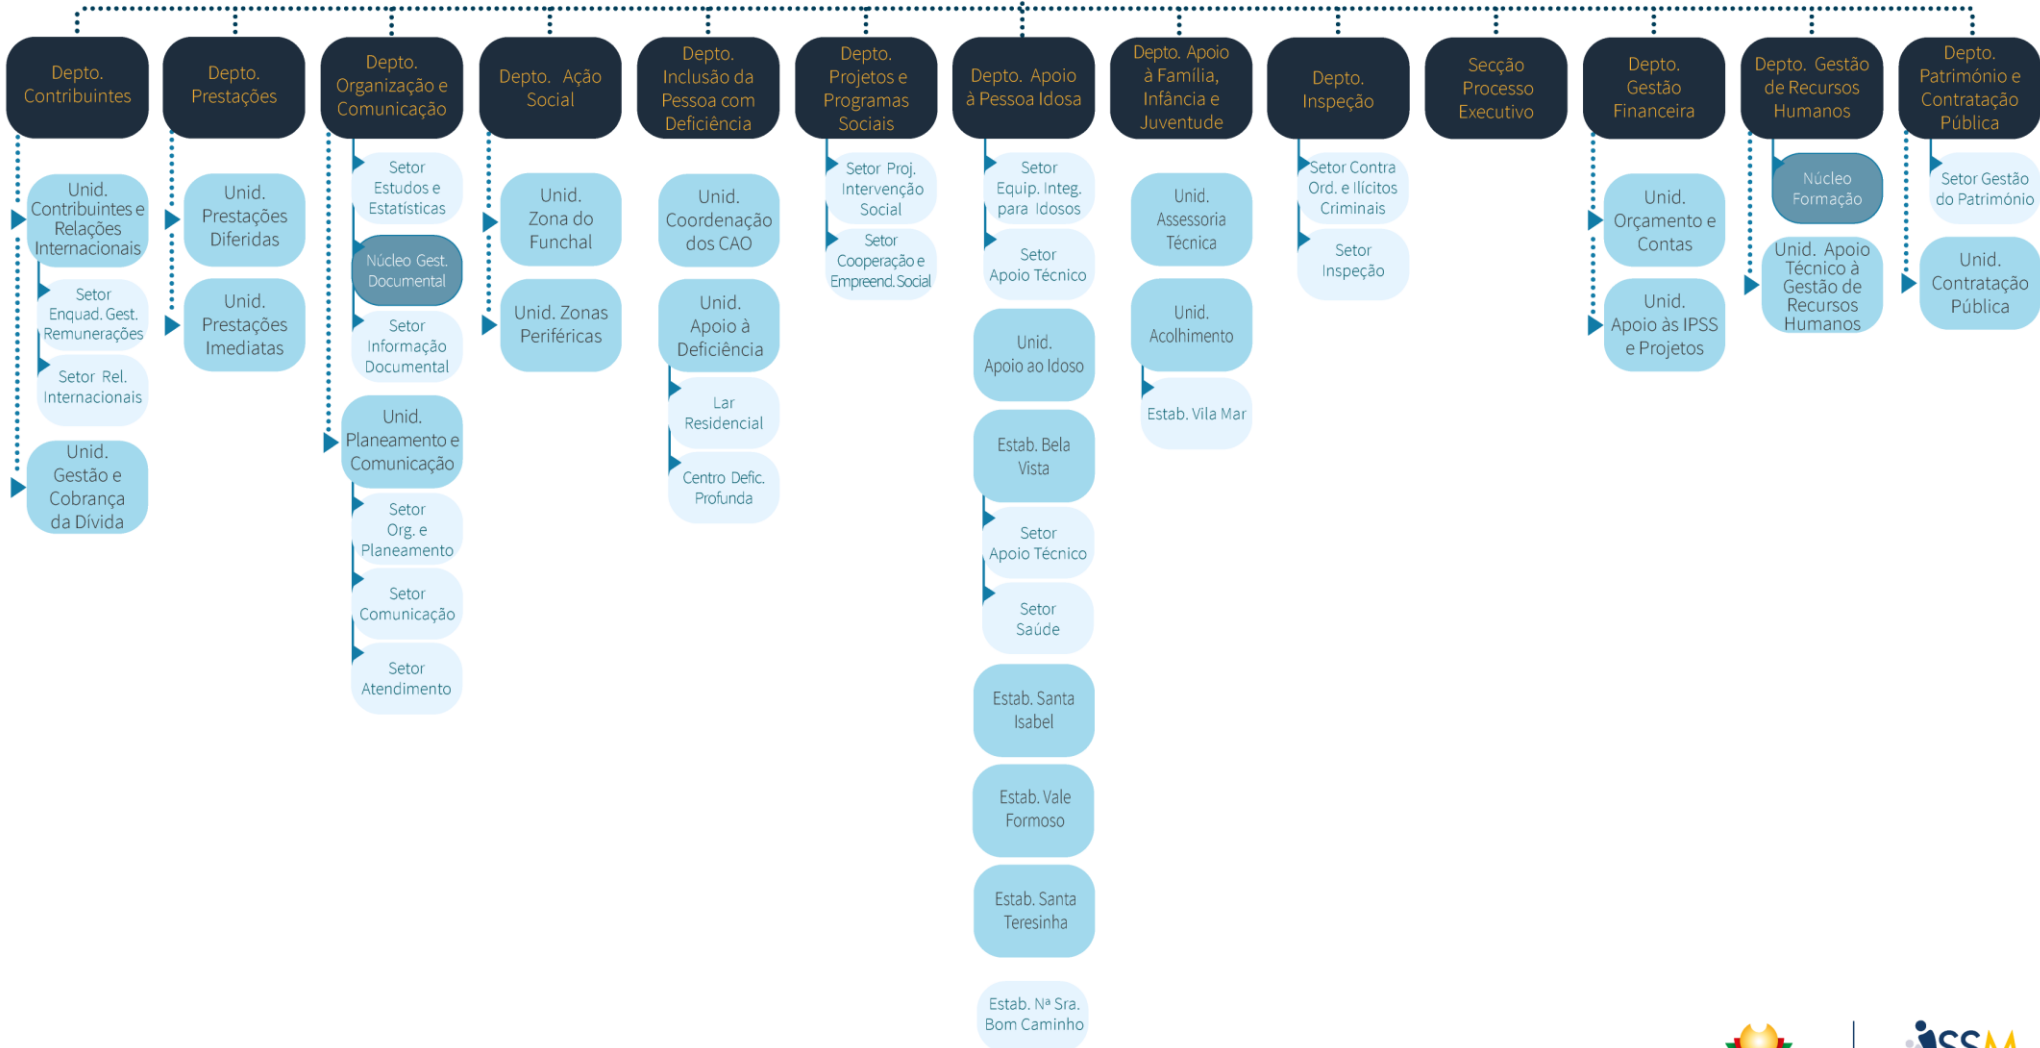 Depto.
Contribuintes
Unid.
Contribuintes e
Relações
Internacionais
Setor
Enquad. Gest.
Remunerações
Setor Rel.
Internacionais
Unid.
Gestão e
Cobrança
da Dívida
Depto.
Prestações
Unid.
Prestações
Diferidas
Unid.
Prestações
Imediatas
Depto.
Organização e
Comunicação
Setor
Estudos e
Estatísticas
Núcleo Gest.
Documental
Setor
Informação
Documental
Unid.
Planeamento e
Comunicação
Setor
Org. e
Planeamento
Setor
Comunicação
Setor
Atendimento
Depto. Ação
Social
Unid.
Zona do
Funchal
Unid. Zonas
Periféricas
Depto.
Inclusão da
Pessoa com
Deficiência
Unid.
Coordenação
dos CAO
Unid.
Apoio à
Deficiência
Lar
Residencial
Centro Defic.
Profunda
Depto.
Projetos e
Programas
Sociais
Setor Proj.
Intervenção
Social
Setor
Cooperação e
Empreend. Social
Depto. Apoio
à Pessoa Idosa
Setor
Equip. Integ.
para Idosos
Setor
Apoio Técnico
Unid.
Apoio ao Idoso
Estab. Bela
Vista
Setor
Apoio Técnico
Setor
Saúde
Estab. Santa
Isabel
Estab. Vale
Formoso
Estab. Santa
Teresinha
Estab. Nª Sra.
Bom Caminho
Depto. Apoio
à Família,
Infância e
Juventude
Unid.
Assessoria
Técnica
Unid.
Acolhimento
Estab. Vila Mar
Depto.
Inspeção
Setor Contra
Ord. e Ilícitos
Criminais
Setor
Inspeção
Secção
Processo
Executivo
Depto.
Gestão
Financeira
Unid.
Orçamento e
Contas
Unid.
Apoio às IPSS
e Projetos
Depto. Gestão
de Recursos
Humanos
Núcleo
Formação
Unid. Apoio
Técnico à
Gestão de
Recursos
Humanos
Depto.
Património e
Contratação
Pública
Setor Gestão
do Património
Unid.
Contratação
Pública
ISSM